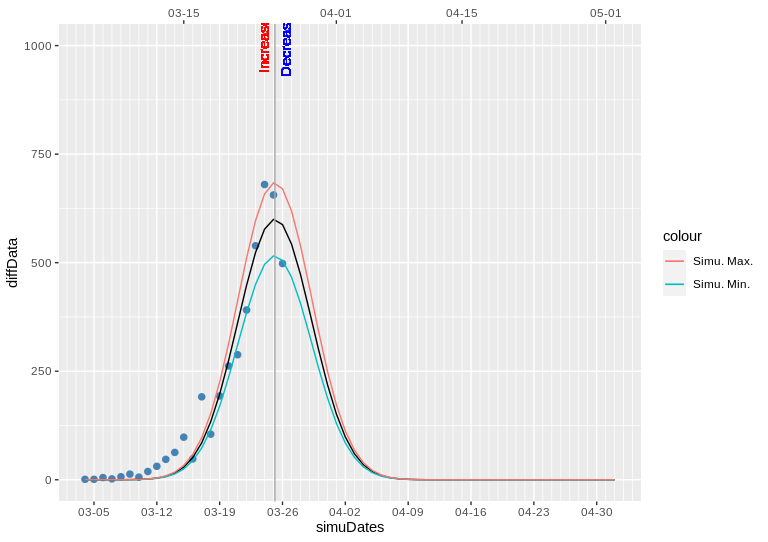 03-15 04-01 04-15 05-01
Increas
Decreas
1000
750
500
250
0
diffData
03-05 03-12 03-19 03-26 04-02 04-09 04-16 04-23 04-30
simuDates
colour
Simu. Max.
Simu. Min.